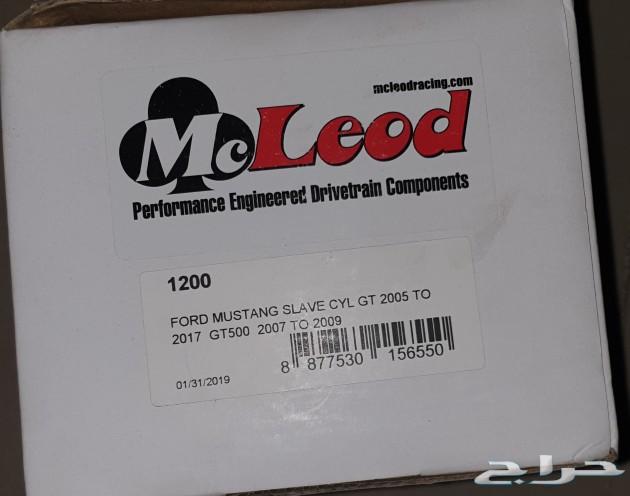 mcleodracing.com
McLeod
Performance Engineered Drivetrain Components
1200
FORD MUSTANG SLAVE CYL GT 2005 TO
2017 GT500 2007 TO 2009
8 877530 156550
01/31/2019
حراج